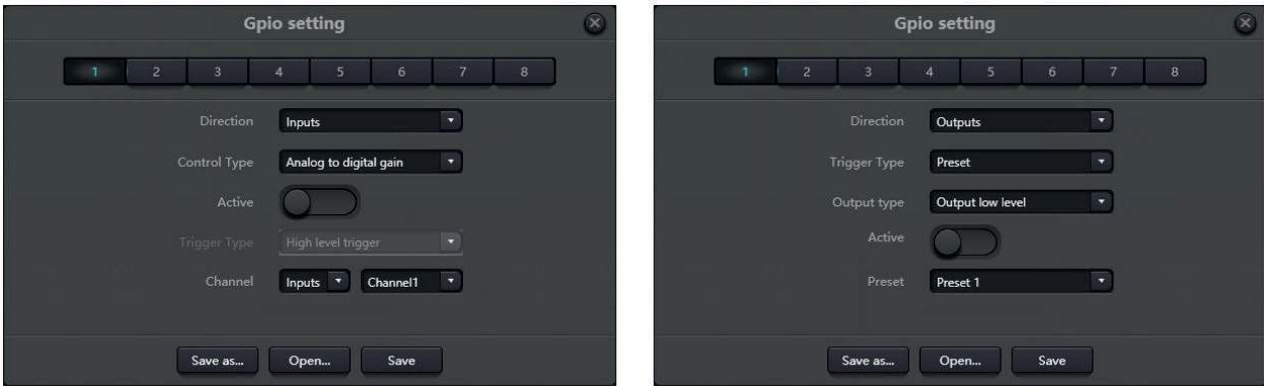 Gpio setting
1 2 3 4 5 6 7 8
Direction Inputs
Control Type Analog to digital gain
Active
Trigger Type High level trigger
Channel Inputs Channel1
Save as... Open... Save
Gpio setting
1 2 3 4 5 6 7 8
Direction Outputs
Trigger Type Preset
Output type Output low level
Active
Preset Preset 1
Save as... Open... Save